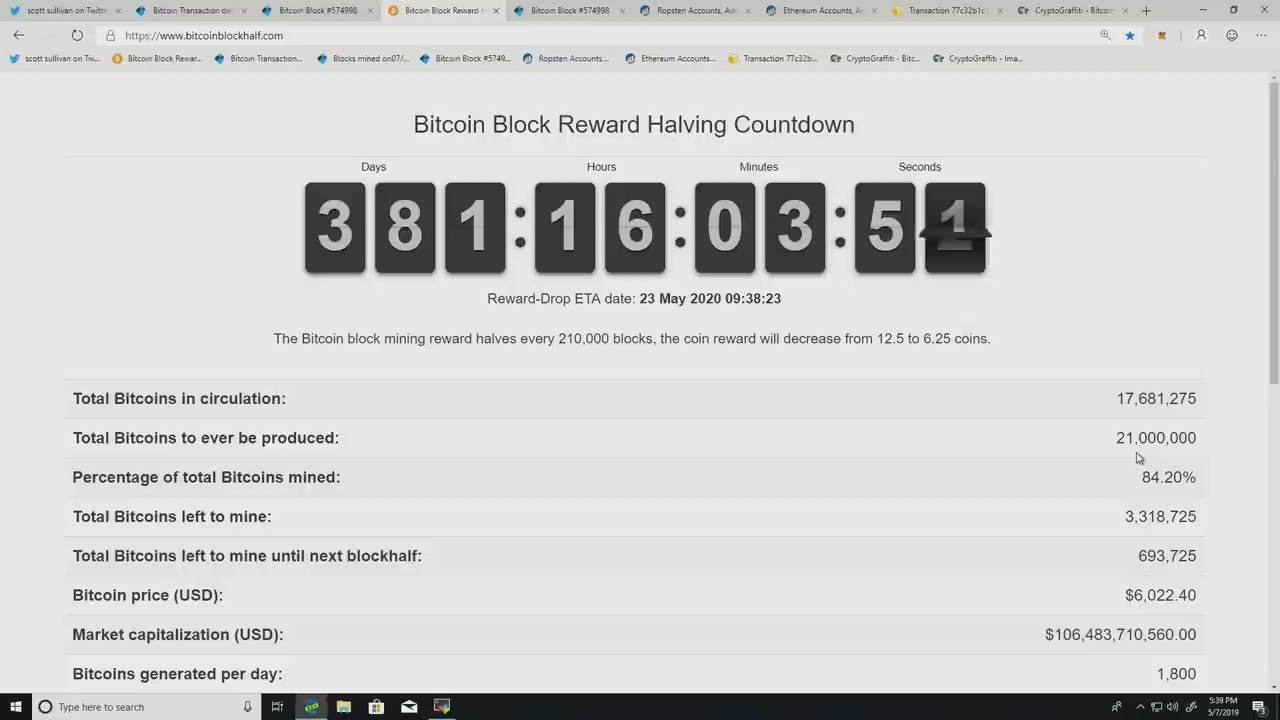 scott sullivan on Twitt
Bitcoin Transaction dat
Bitcoin Block #574998
Bitcoin Block Reward H
Bitcoin Block #574998
Ropsten Accounts, Add
Ethereum Accounts, A
Transaction 77c32b1c1
CryptoGraffiti - Bitcoin
https://www.bitcoinblockhalf.com
scott sullivan on Tw...
Bitcoin Block Rewar...
Bitcoin Transaction...
Blocks mined on07/...
Bitcoin Block #5749...
Ropsten Accounts,...
Ethereum Accounts...
Transaction 77c32b...
CryptoGraffiti - Bitc...
CryptoGraffiti - Ima...
Bitcoin Block Reward Halving Countdown
Days Hours Minutes Seconds
381:16:03:51
Reward-Drop ETA date: 23 May 2020 09:38:23
The Bitcoin block mining reward halves every 210,000 blocks, the coin reward will decrease from 12.5 to 6.25 coins.
Total Bitcoins in circulation: 17,681,275
Total Bitcoins to ever be produced: 21,000,000
Percentage of total Bitcoins mined: 84.20%
Total Bitcoins left to mine: 3,318,725
Total Bitcoins left to mine until next blockhalf: 693,725
Bitcoin price (USD): $6,022.40
Market capitalization (USD): $106,483,710,560.00
Bitcoins generated per day: 1,800
Type here to search
5:39 PM
5/7/2019